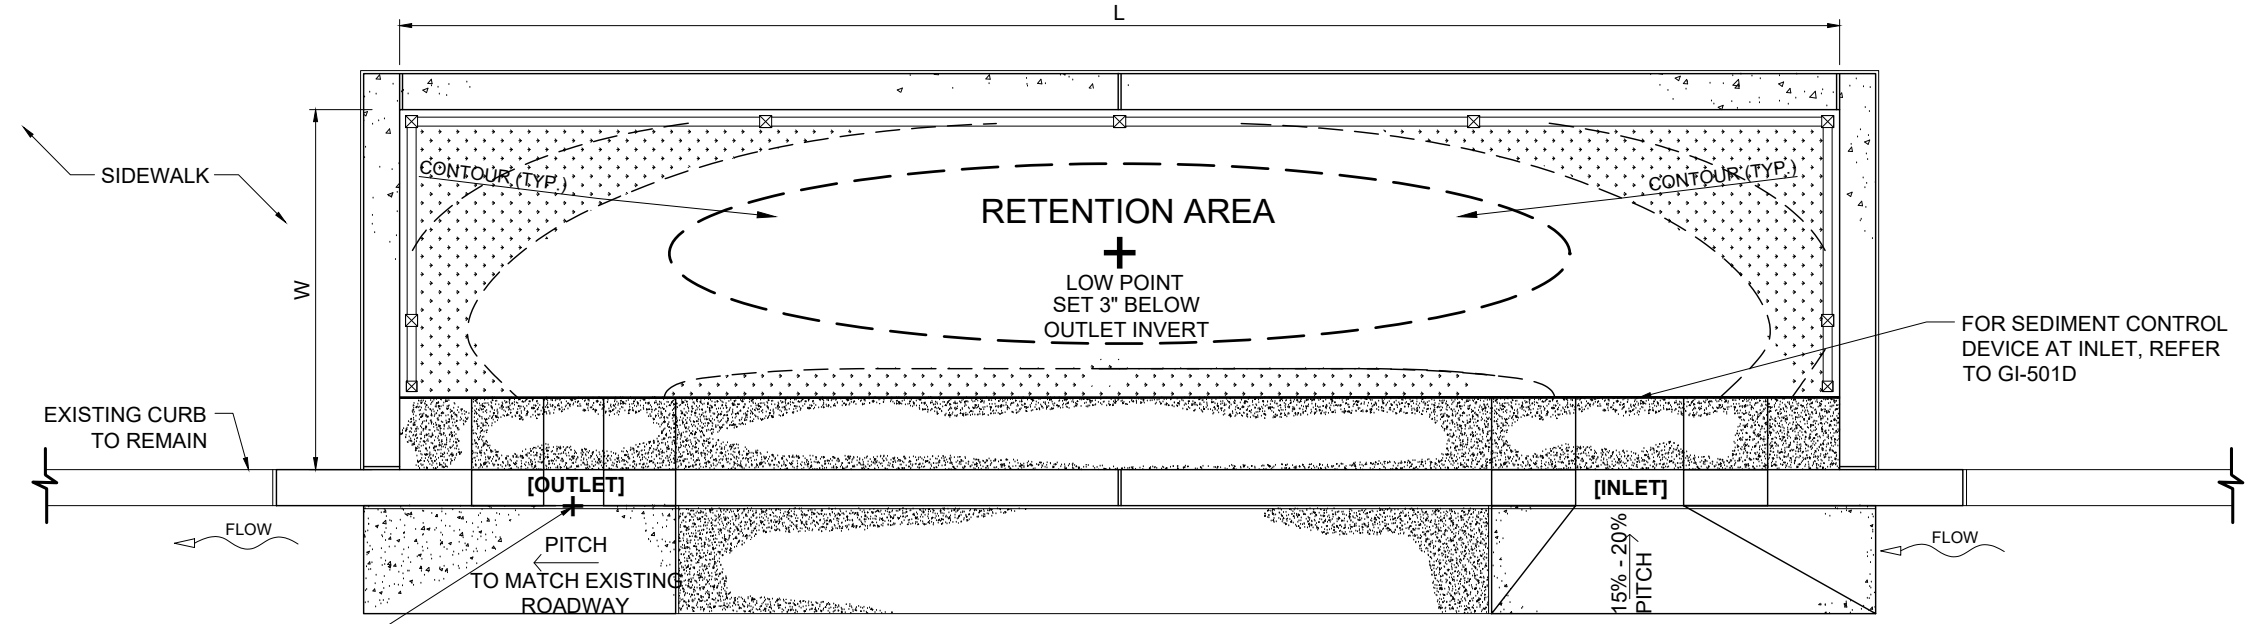 L
SIDEWALK
W
CONTOUR (TYP.)
CONTOUR (TYP.)
RETENTION AREA
LOW POINT
SET 3" BELOW
OUTLET INVERT
FOR SEDIMENT CONTROL
DEVICE AT INLET, REFER
TO GI-501D
EXISTING CURB
TO REMAIN
[OUTLET]
[INLET]
FLOW
PITCH
TO MATCH EXISTING
ROADWAY
15% - 20%
PITCH
FLOW